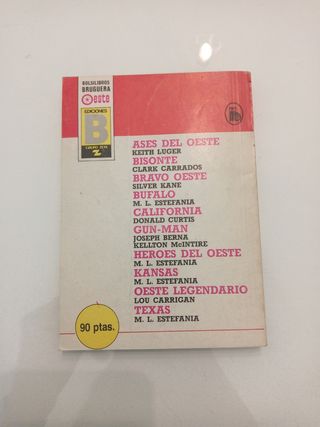 BOLSILIBROS
BRUGUERA
Oeste
EDICIONES
B
GRUPO ZETA
Z
ASES DEL OESTE
KEITH LUGER
BISONTE
CLARK CARRADOS
BRAVO OESTE
SILVER KANE
BUFALO
M. L. ESTEFANIA
CALIFORNIA
DONALD CURTIS
GUN-MAN
JOSEPH BERNA
KELLTON McINTIRE
HEROES DEL OESTE
M. L. ESTEFANIA
KANSAS
M. L. ESTEFANIA
OESTE LEGENDARIO
LOU CARRIGAN
TEXAS
M. L. ESTEFANIA
90 ptas.